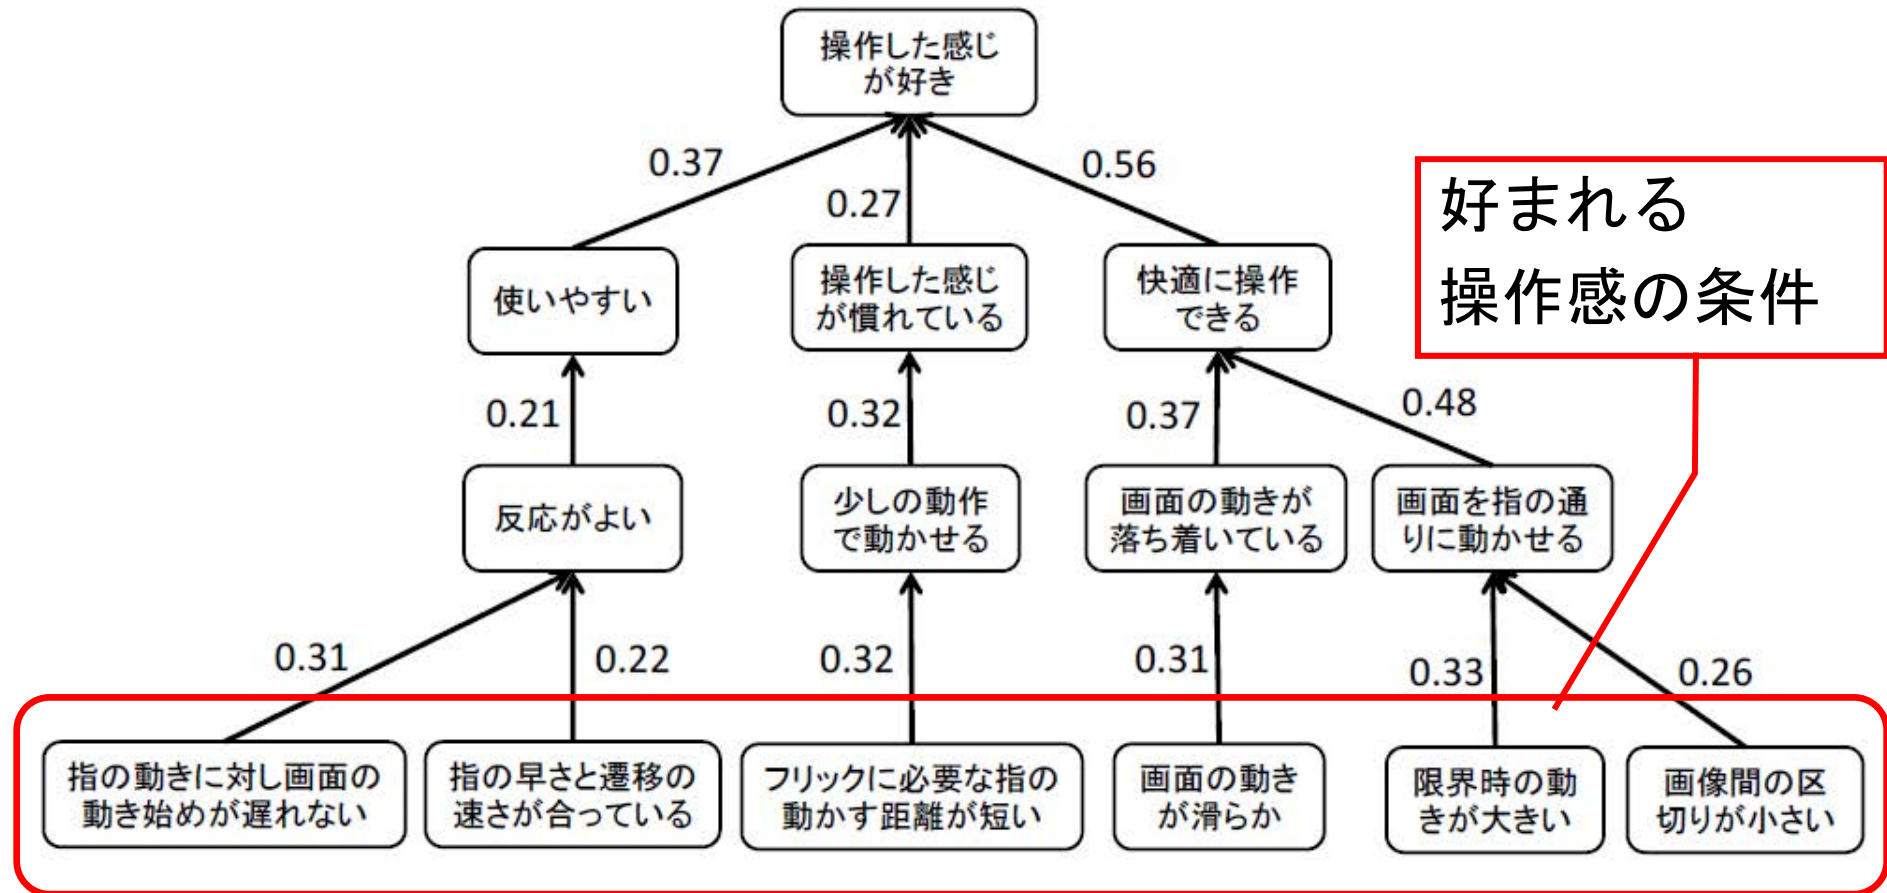 操作した感じ
が好き
0.37
0.27
0.56
好まれる
操作感の条件
使いやすい
操作した感じ
が慣れている
快適に操作
できる
0.21
0.32
0.37
0.48
反応がよい
少しの動作
で動かせる
画面の動きが
落ち着いている
画面を指の通
りに動かせる
0.31
0.22
0.32
0.31
0.33
0.26
指の動きに対し画面の
動き始めが遅れない
指の早さと遷移の
速さが合っている
フリックに必要な指の
動かす距離が短い
画面の動き
が滑らか
限界時の動
きが大きい
画像間の区
切りが小さい